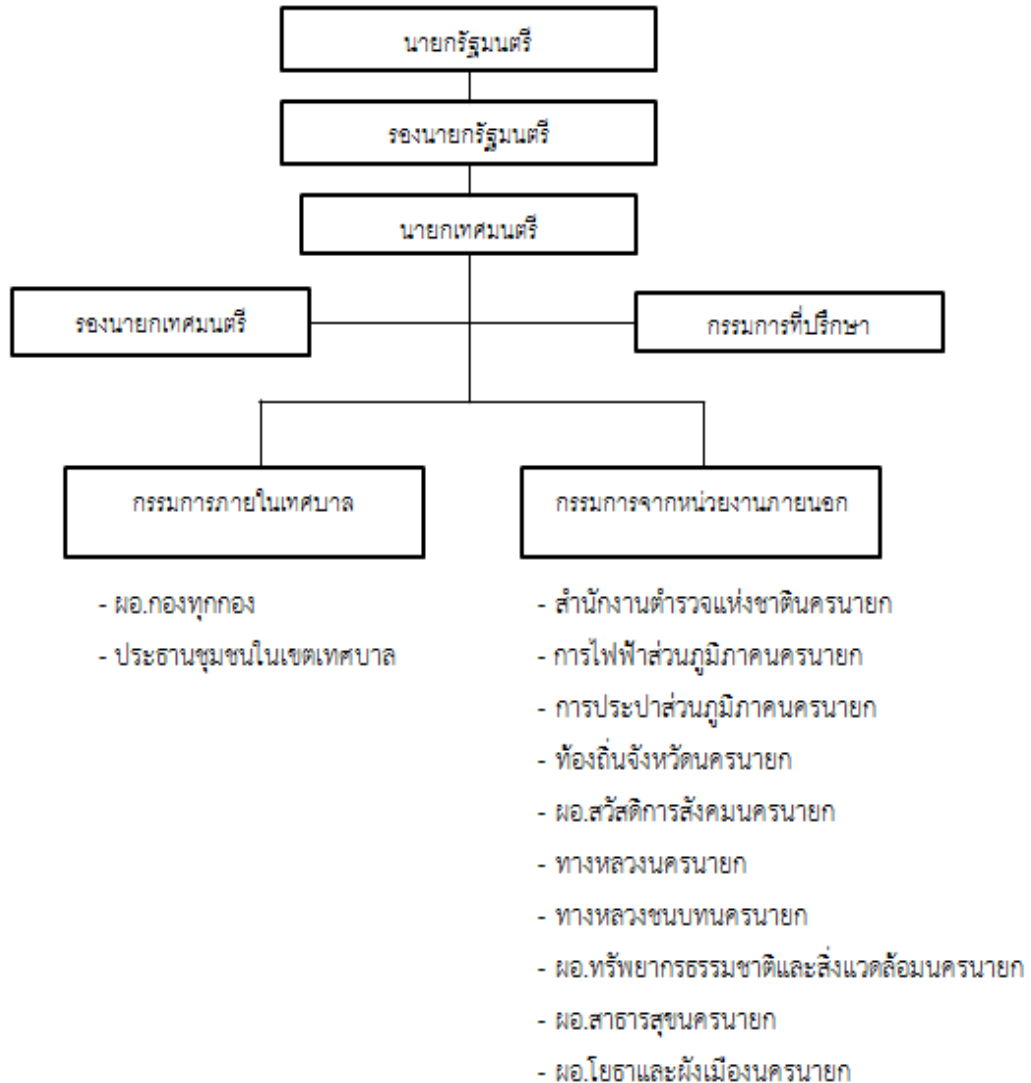 นายกรัฐมนตรี
รองนายกรัฐมนตรี
นายกเทศมนตรี
รองนายกเทศมนตรี
กรรมการที่ปรึกษา
กรรมการภายในเทศบาล
กรรมการจากหน่วยงานภายนอก
- ผอ.กองทุกกอง
- ประธานชุมชนในเขตเทศบาล
- สำนักงานตำรวจแห่งชาตินครนายก
- การไฟฟ้าส่วนภูมิภาคนครนายก
- การประปาส่วนภูมิภาคนครนายก
- ท้องถิ่นจังหวัดนครนายก
- ผอ.สวัสดิการสังคมนครนายก
- ทางหลวงนครนายก
- ทางหลวงชนบทนครนายก
- ผอ.ทรัพยากรธรรมชาติและสิ่งแวดล้อมนครนายก
- ผอ.สาธารสุขนครนายก
- ผอ.โยธาและผังเมืองนครนายก